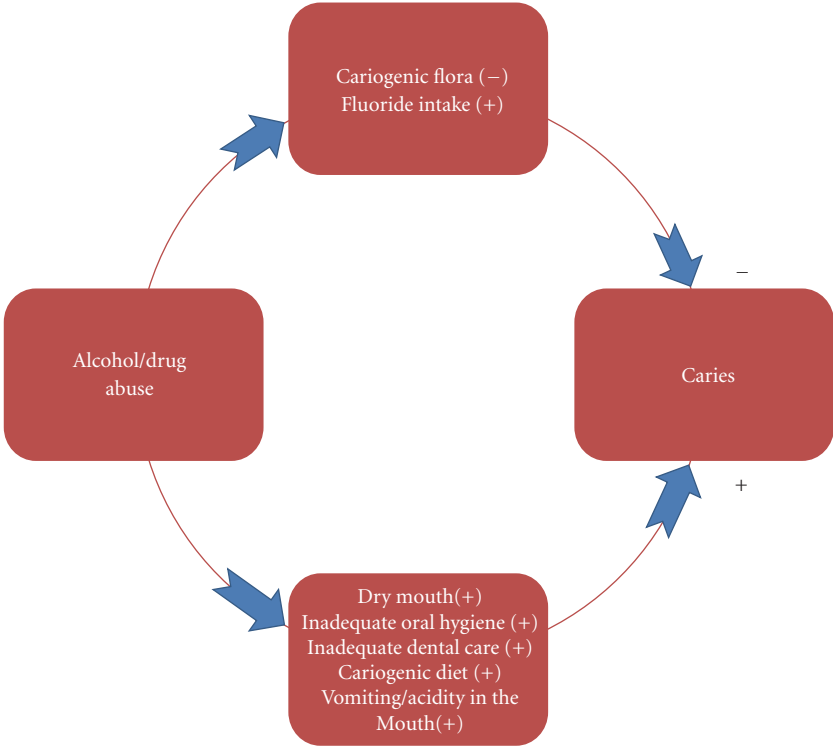 Cariogenic flora (−)
Fluoride intake (+)
−
Alcohol/drug
abuse
Caries
+
Dry mouth(+)
Inadequate oral hygiene (+)
Inadequate dental care (+)
Cariogenic diet (+)
Vomiting/acidity in the
Mouth(+)